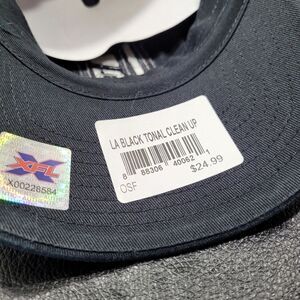 LA BLACK TONAL CLEAN UP
8 88306 40062 1
OSF
$24.99
XFL
X00228584